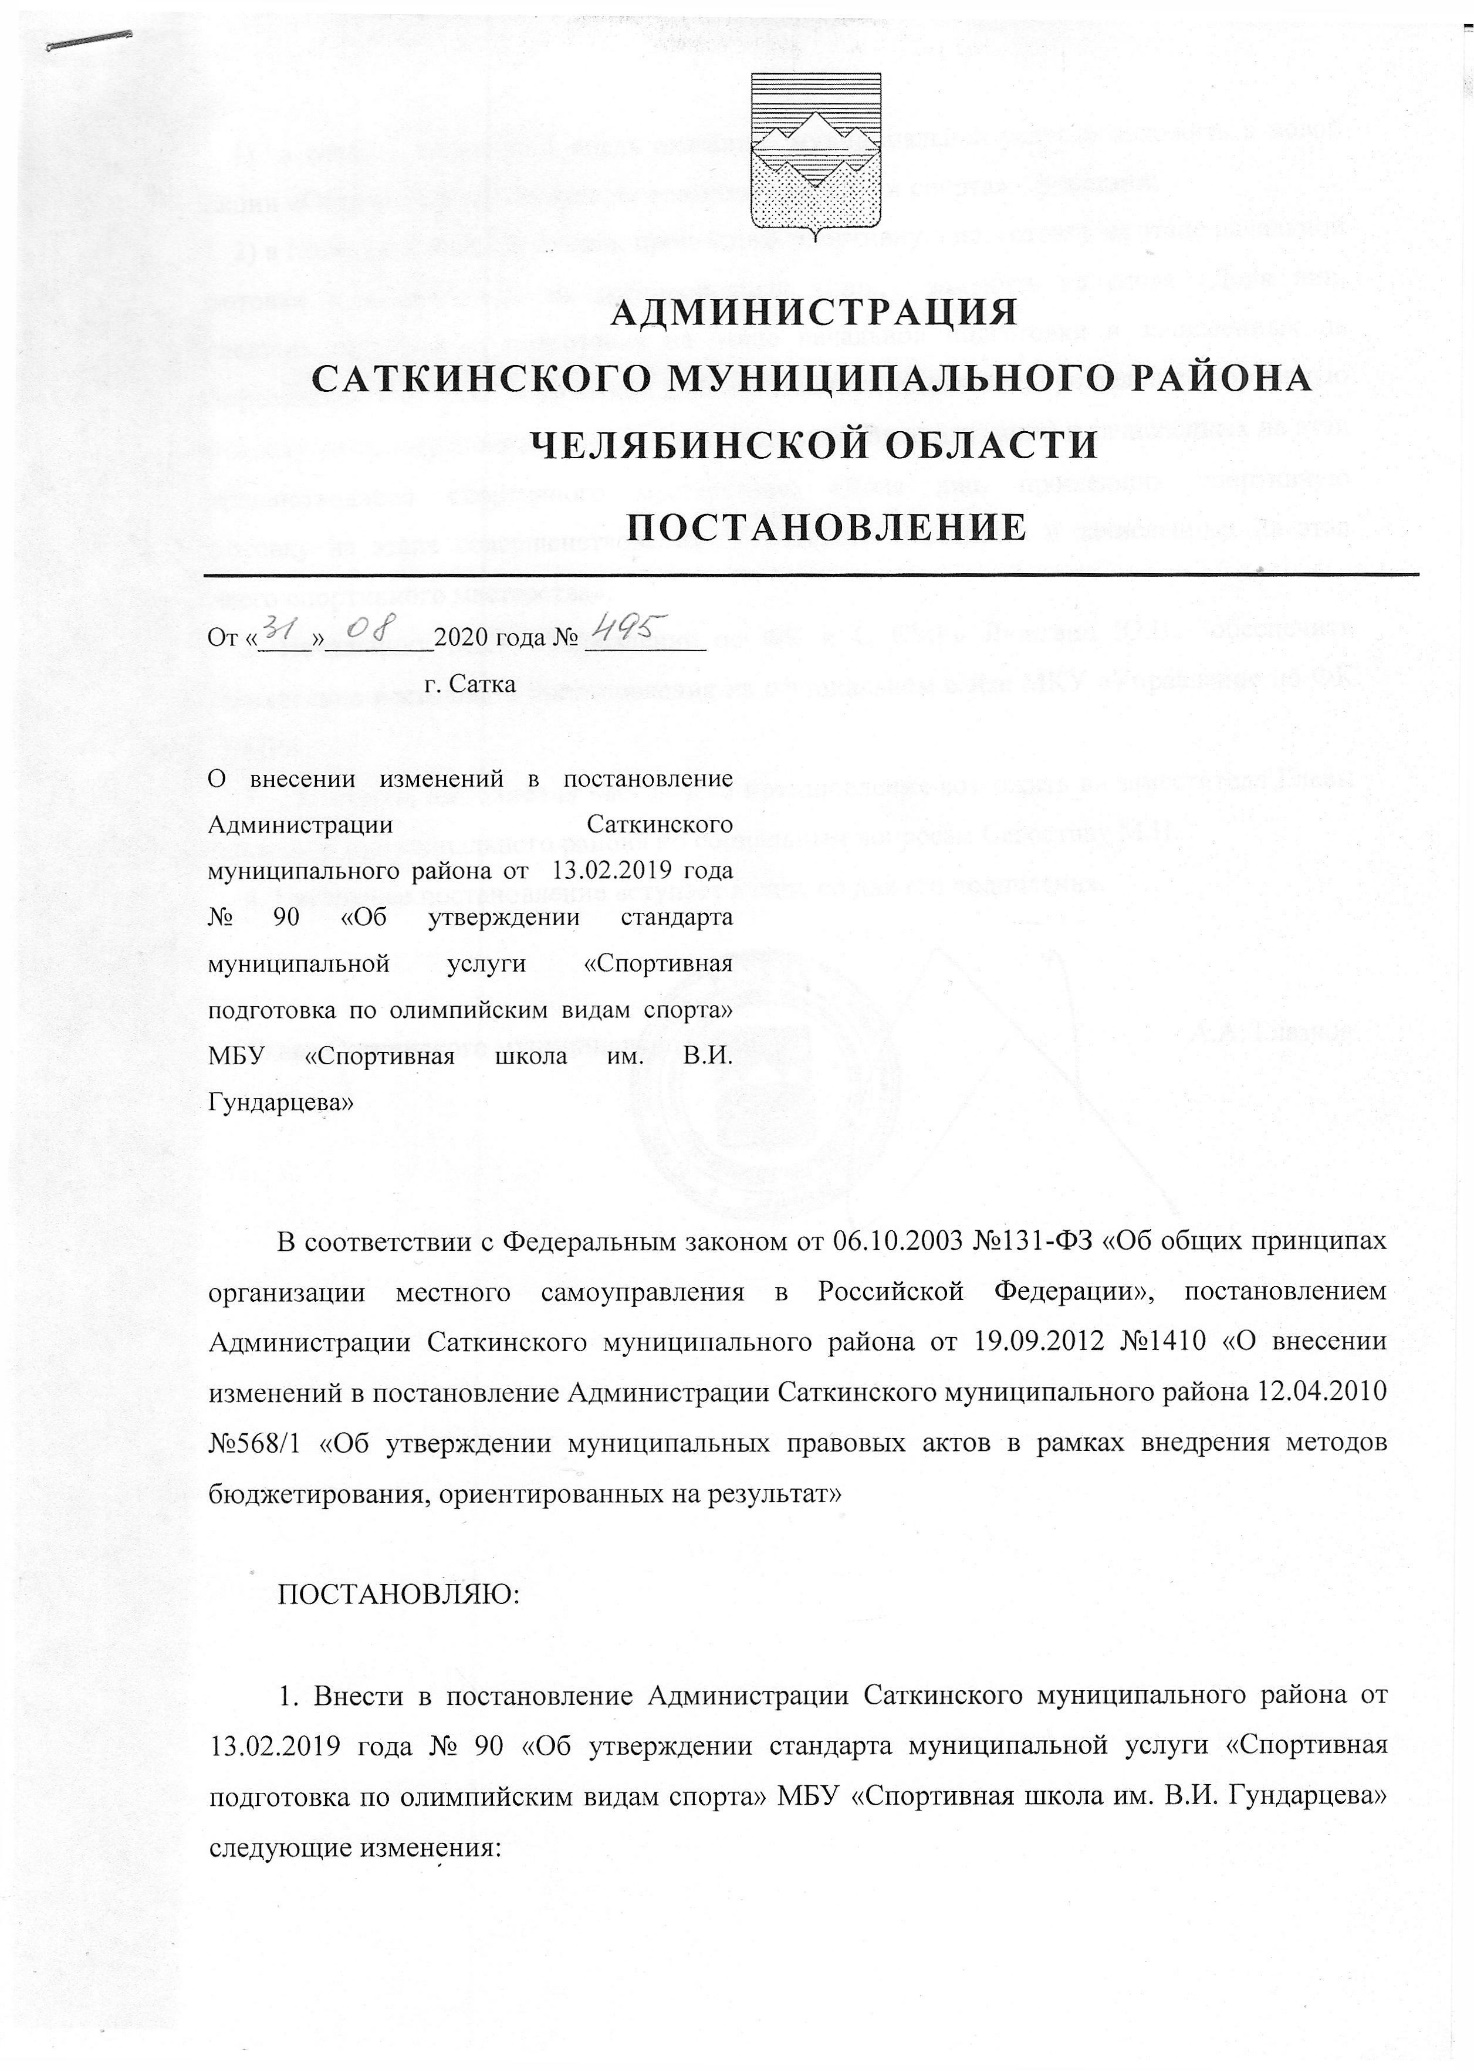 АДМИНИСТРАЦИЯ
САТКИНСКОГО МУНИЦИПАЛЬНОГО РАЙОНА
ЧЕЛЯБИНСКОЙ ОБЛАСТИ
ПОСТАНОВЛЕНИЕ
От «31» 08 2020 года № 495
г. Сатка
О внесении изменений в постановление
Администрации Саткинского
муниципального района от 13.02.2019 года
№ 90 «Об утверждении стандарта
муниципальной услуги «Спортивная
подготовка по олимпийским видам спорта»
МБУ «Спортивная школа им. В.И.
Гундарцева»
В соответствии с Федеральным законом от 06.10.2003 №131-ФЗ «Об общих принципах
организации местного самоуправления в Российской Федерации», постановлением
Администрации Саткинского муниципального района от 19.09.2012 №1410 «О внесении
изменений в постановление Администрации Саткинского муниципального района 12.04.2010
№568/1 «Об утверждении муниципальных правовых актов в рамках внедрения методов
бюджетирования, ориентированных на результат»
ПОСТАНОВЛЯЮ:
1. Внести в постановление Администрации Саткинского муниципального района от
13.02.2019 года № 90 «Об утверждении стандарта муниципальной услуги «Спортивная
подготовка по олимпийским видам спорта» МБУ «Спортивная школа им. В.И. Гундарцева»
следующие изменения: